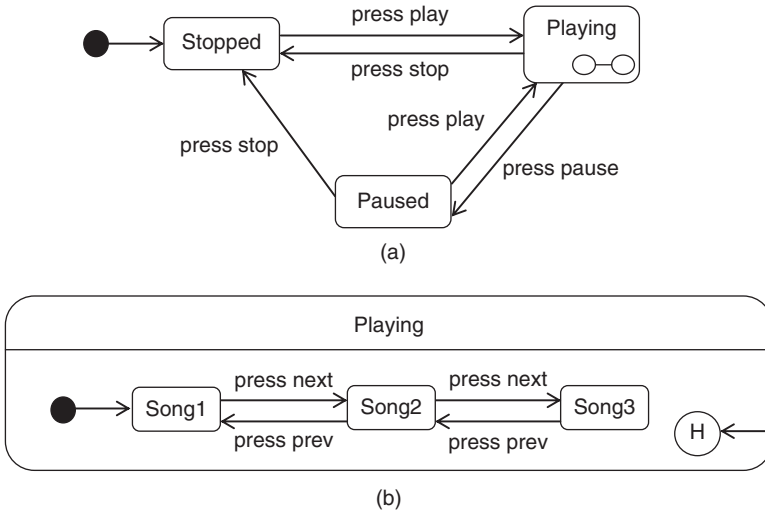 press play
Stopped
Playing
press stop
press play
press stop
press pause
Paused
(a)
Playing
press next
press next
Song1
Song2
Song3
press prev
press prev
H
(b)